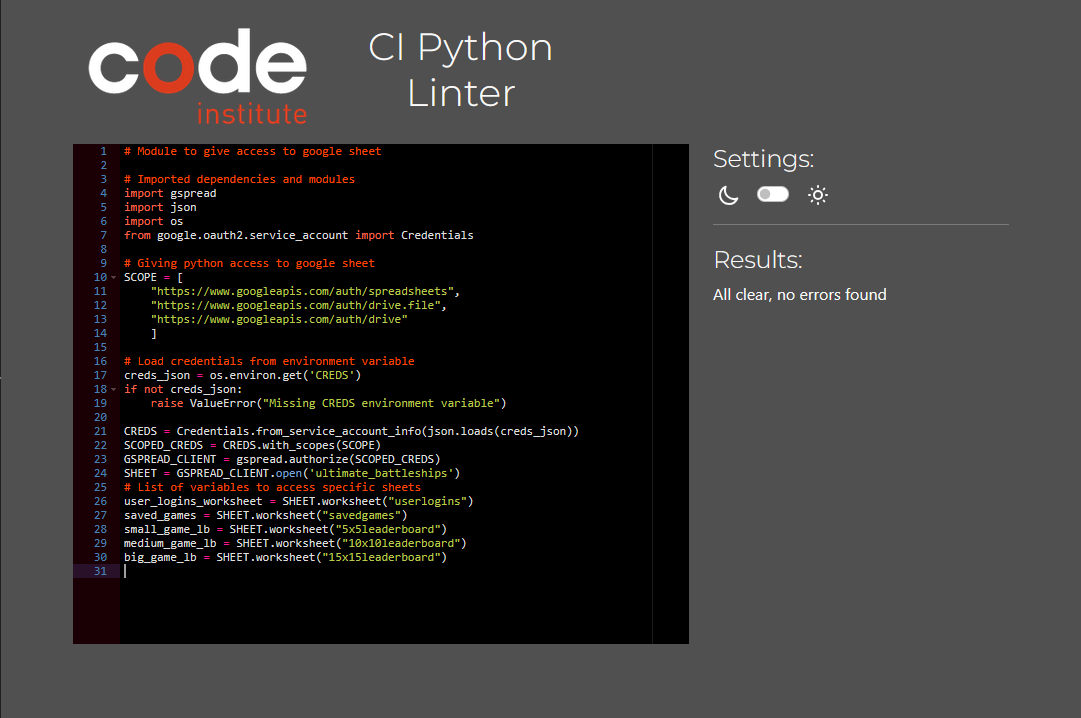 code
institute
CI Python
Linter
1 # Module to give access to google sheet
2
3 # Imported dependencies and modules
4 import gspread
5 import json
6 import os
7 from google.oauth2.service_account import Credentials
8
9 # Giving python access to google sheet
10 SCOPE = [
11     "https://www.googleapis.com/auth/spreadsheets",
12     "https://www.googleapis.com/auth/drive.file",
13     "https://www.googleapis.com/auth/drive"
14     ]
15
16 # Load credentials from environment variable
17 creds_json = os.environ.get('CREDS')
18 if not creds_json:
19     raise ValueError("Missing CREDS environment variable")
20
21 CREDS = Credentials.from_service_account_info(json.loads(creds_json))
22 SCOPED_CREDS = CREDS.with_scopes(SCOPE)
23 GSPREAD_CLIENT = gspread.authorize(SCOPED_CREDS)
24 SHEET = GSPREAD_CLIENT.open('ultimate_battleships')
25 # List of variables to access specific sheets
26 user_logins_worksheet = SHEET.worksheet("userlogins")
27 saved_games = SHEET.worksheet("savedgames")
28 small_game_lb = SHEET.worksheet("5x5leaderboard")
29 medium_game_lb = SHEET.worksheet("10x10leaderboard")
30 big_game_lb = SHEET.worksheet("15x15leaderboard")
31
Settings:
Results:
All clear, no errors found